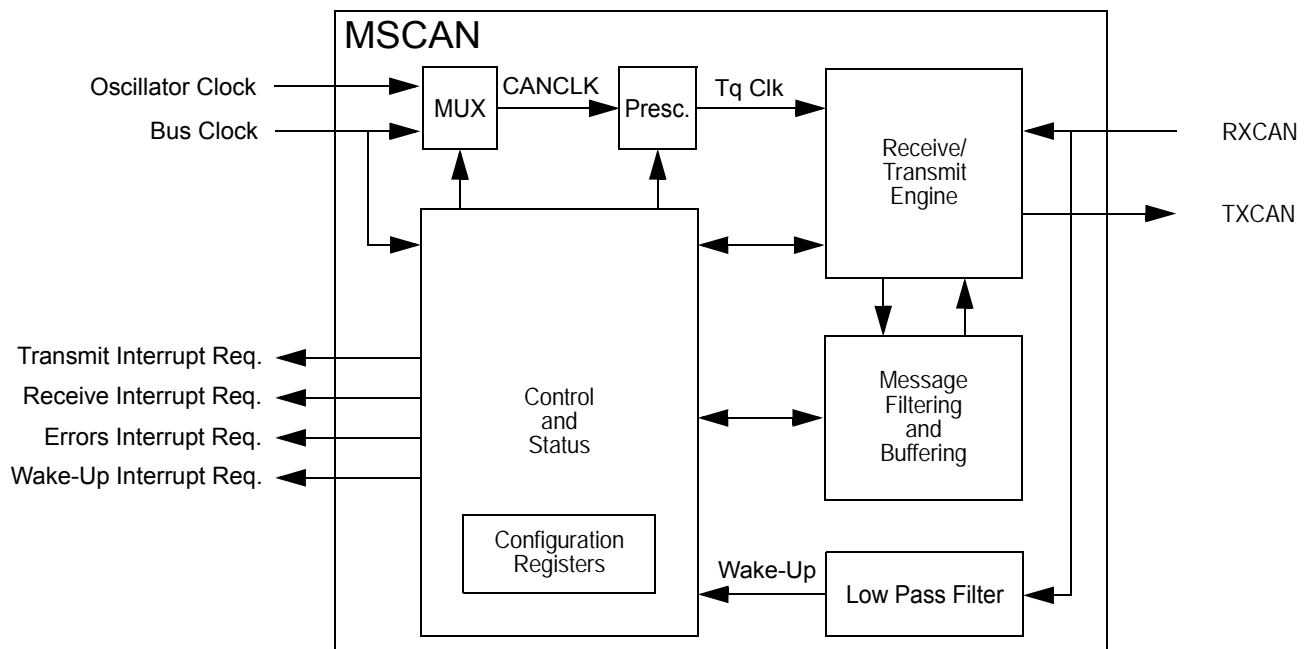 MSCAN
Oscillator Clock
Bus Clock
MUX
CANCLK
Presc.
Tq Clk
Receive/
Transmit
Engine
RXCAN
TXCAN
Transmit Interrupt Req.
Receive Interrupt Req.
Errors Interrupt Req.
Wake-Up Interrupt Req.
Control
and
Status
Message
Filtering
and
Buffering
Configuration
Registers
Wake-Up
Low Pass Filter